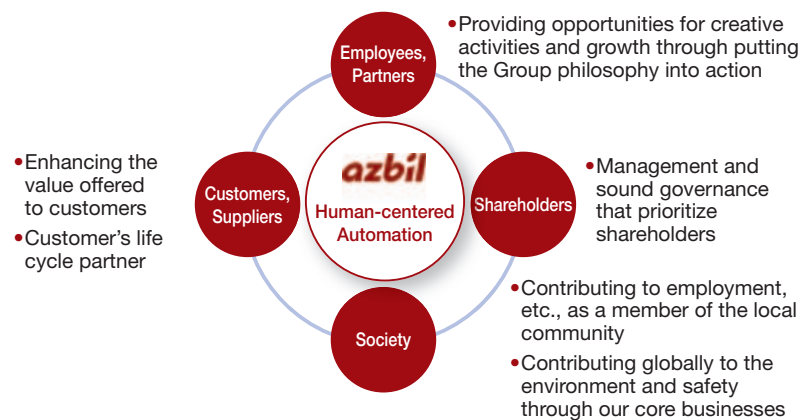 Employees,
Partners
•Providing opportunities for creative
activities and growth through putting
the Group philosophy into action
•Enhancing the
value offered
to customers
•Customer's life
cycle partner
Customers,
Suppliers
azbil
Human-centered
Automation
Shareholders
•Management and
sound governance
that prioritize
shareholders
Society
•Contributing to employment,
etc., as a member of the local
community
•Contributing globally to the
environment and safety
through our core businesses